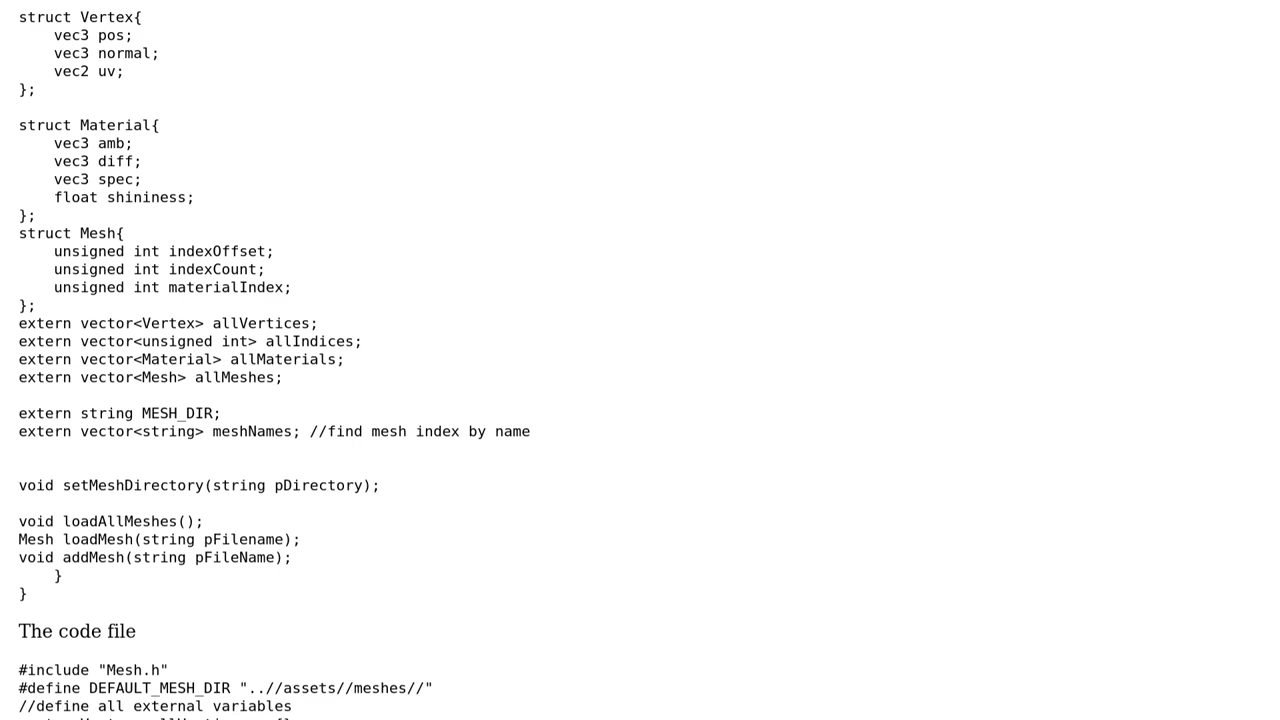 struct Vertex{
    vec3 pos;
    vec3 normal;
    vec2 uv;
};

struct Material{
    vec3 amb;
    vec3 diff;
    vec3 spec;
    float shininess;
};
struct Mesh{
    unsigned int indexOffset;
    unsigned int indexCount;
    unsigned int materialIndex;
};
extern vector<Vertex> allVertices;
extern vector<unsigned int> allIndices;
extern vector<Material> allMaterials;
extern vector<Mesh> allMeshes;

extern string MESH_DIR;
extern vector<string> meshNames; //find mesh index by name


void setMeshDirectory(string pDirectory);

void loadAllMeshes();
Mesh loadMesh(string pFilename);
void addMesh(string pFileName);
    }
}

The code file

#include "Mesh.h"
#define DEFAULT_MESH_DIR "..//assets//meshes//"
//define all external variables